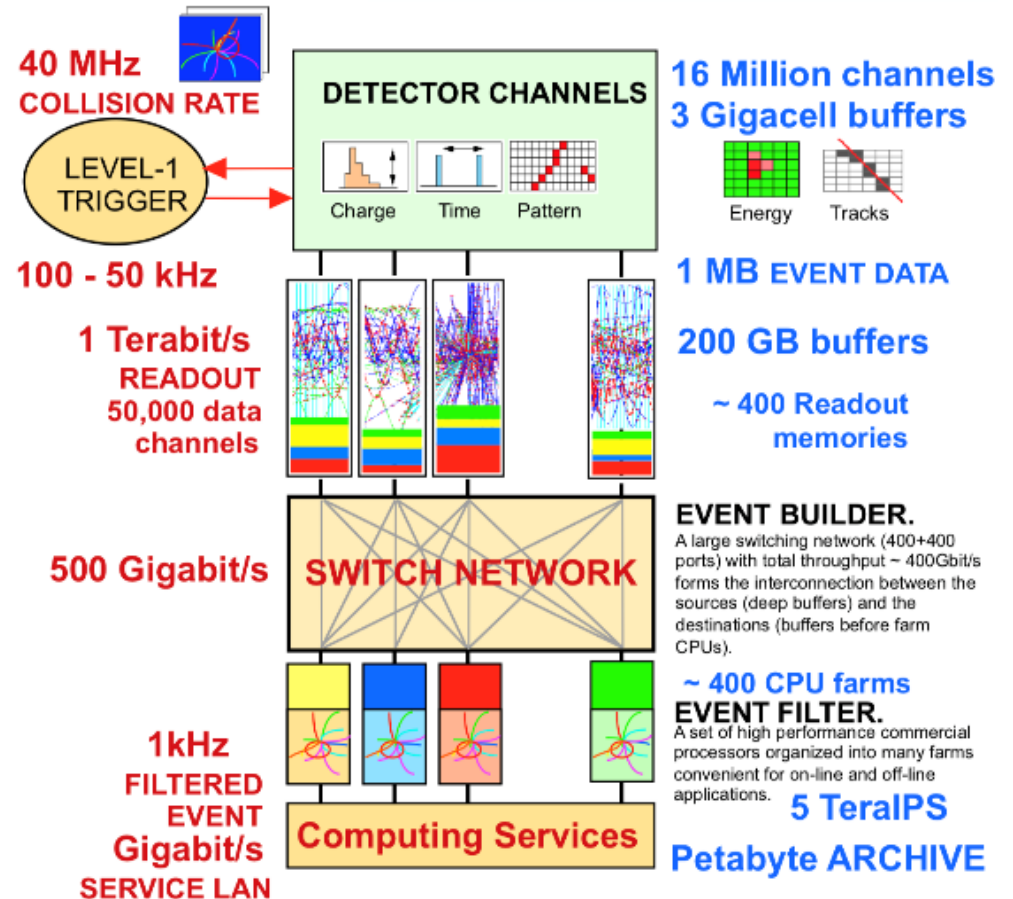 40 MHz
COLLISION RATE
LEVEL-1
TRIGGER
DETECTOR CHANNELS
Charge
Time
Pattern
16 Million channels
3 Gigacell buffers
Energy
Tracks
100 - 50 kHz
1 MB EVENT DATA
1 Terabit/s
READOUT
50,000 data
channels
200 GB buffers
~ 400 Readout
memories
500 Gigabit/s
SWITCH NETWORK
EVENT BUILDER.
A large switching network (400+400
ports) with total throughput ~ 400Gbit/s
forms the interconnection between the
sources (deep buffers) and the
destinations (buffers before farm
CPUs).
~ 400 CPU farms
EVENT FILTER.
A set of high performance commercial
processors organized into many farms
convenient for on-line and off-line
applications.
5 TeraIPS
1kHz
FILTERED
EVENT
Gigabit/s
SERVICE LAN
Computing Services
Petabyte ARCHIVE